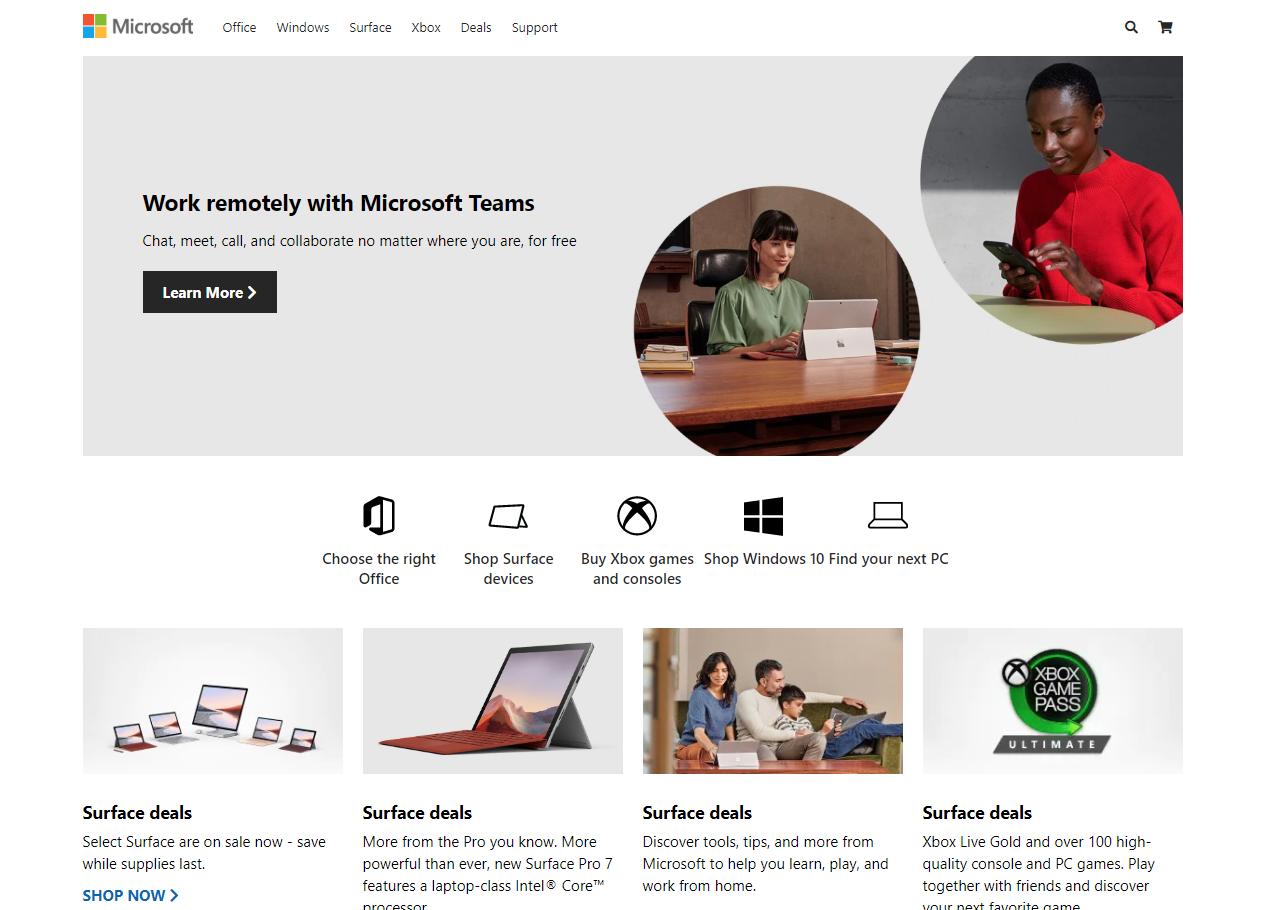 Microsoft
Office Windows Surface Xbox Deals Support
Work remotely with Microsoft Teams
Chat, meet, call, and collaborate no matter where you are, for free
Learn More
Choose the right
Office
Shop Surface
devices
Buy Xbox games
and consoles
Shop Windows 10
Find your next PC
XBOX
GAME
PASS
ULTIMATE
Surface deals
Select Surface are on sale now - save
while supplies last.
SHOP NOW
Surface deals
More from the Pro you know. More
powerful than ever, new Surface Pro 7
features a laptop-class Intel® Core™
processor
Surface deals
Discover tools, tips, and more from
Microsoft to help you learn, play, and
work from home.
Surface deals
Xbox Live Gold and over 100 high-
quality console and PC games. Play
together with friends and discover
your next favorite game